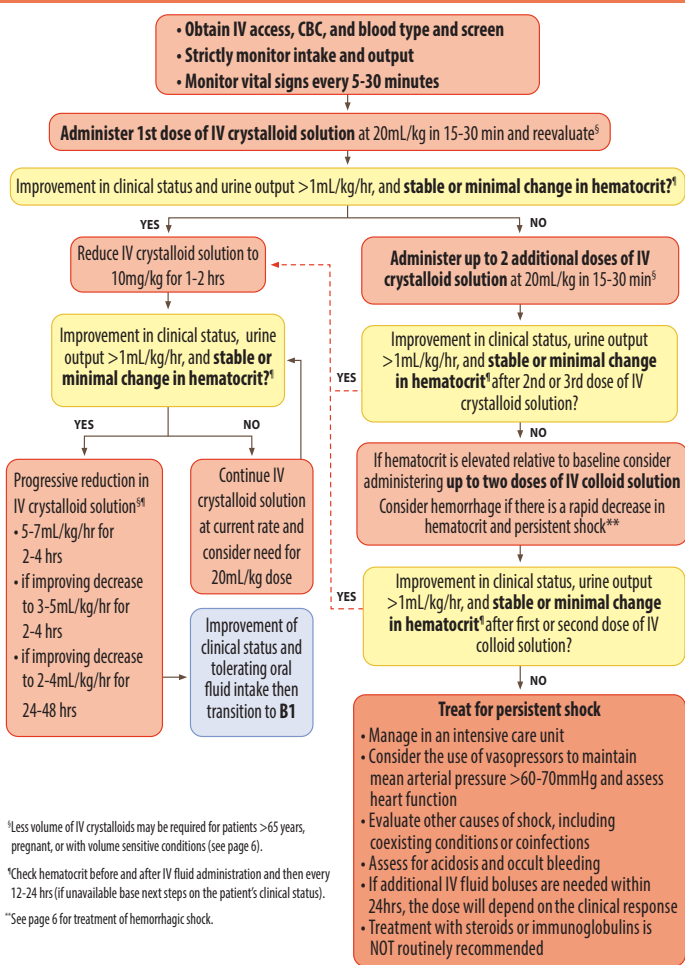 • Obtain IV access, CBC, and blood type and screen
• Strictly monitor intake and output
• Monitor vital signs every 5-30 minutes
Administer 1st dose of IV crystalloid solution at 20mL/kg in 15-30 min and reevaluate§
Improvement in clinical status and urine output >1mL/kg/hr, and stable or minimal change in hematocrit?¶
YES
NO
Reduce IV crystalloid solution to
10mg/kg for 1-2 hrs
Administer up to 2 additional doses of IV
crystalloid solution at 20mL/kg in 15-30 min§
Improvement in clinical status, urine
output >1mL/kg/hr, and stable or
minimal change in hematocrit?¶
Improvement in clinical status, urine output
>1mL/kg/hr, and stable or minimal change
in hematocrit¶ after 2nd or 3rd dose of IV
crystalloid solution?
YES
YES
NO
NO
Progressive reduction in
IV crystalloid solution§¶
• 5-7mL/kg/hr for
2-4 hrs
• if improving decrease
to 3-5mL/kg/hr for
2-4 hrs
• if improving decrease
to 2-4mL/kg/hr for
24-48 hrs
Continue IV
crystalloid solution
at current rate and
consider need for
20mL/kg dose
If hematocrit is elevated relative to baseline consider
administering up to two doses of IV colloid solution
Consider hemorrhage if there is a rapid decrease in
hematocrit and persistent shock**
Improvement of
clinical status and
tolerating oral
fluid intake then
transition to B1
YES
Improvement in clinical status, urine output
>1mL/kg/hr, and stable or minimal change
in hematocrit¶ after first or second dose of IV
colloid solution?
NO
Treat for persistent shock
• Manage in an intensive care unit
• Consider the use of vasopressors to maintain
mean arterial pressure >60-70mmHg and assess
heart function
• Evaluate other causes of shock, including
coexisting conditions or coinfections
• Assess for acidosis and occult bleeding
• If additional IV fluid boluses are needed within
24hrs, the dose will depend on the clinical response
• Treatment with steroids or immunoglobulins is
NOT routinely recommended
§Less volume of IV crystalloids may be required for patients >65 years,
pregnant, or with volume sensitive conditions (see page 6).
¶Check hematocrit before and after IV fluid administration and then every
12-24 hrs (if unavailable base next steps on the patient's clinical status).
**See page 6 for treatment of hemorrhagic shock.